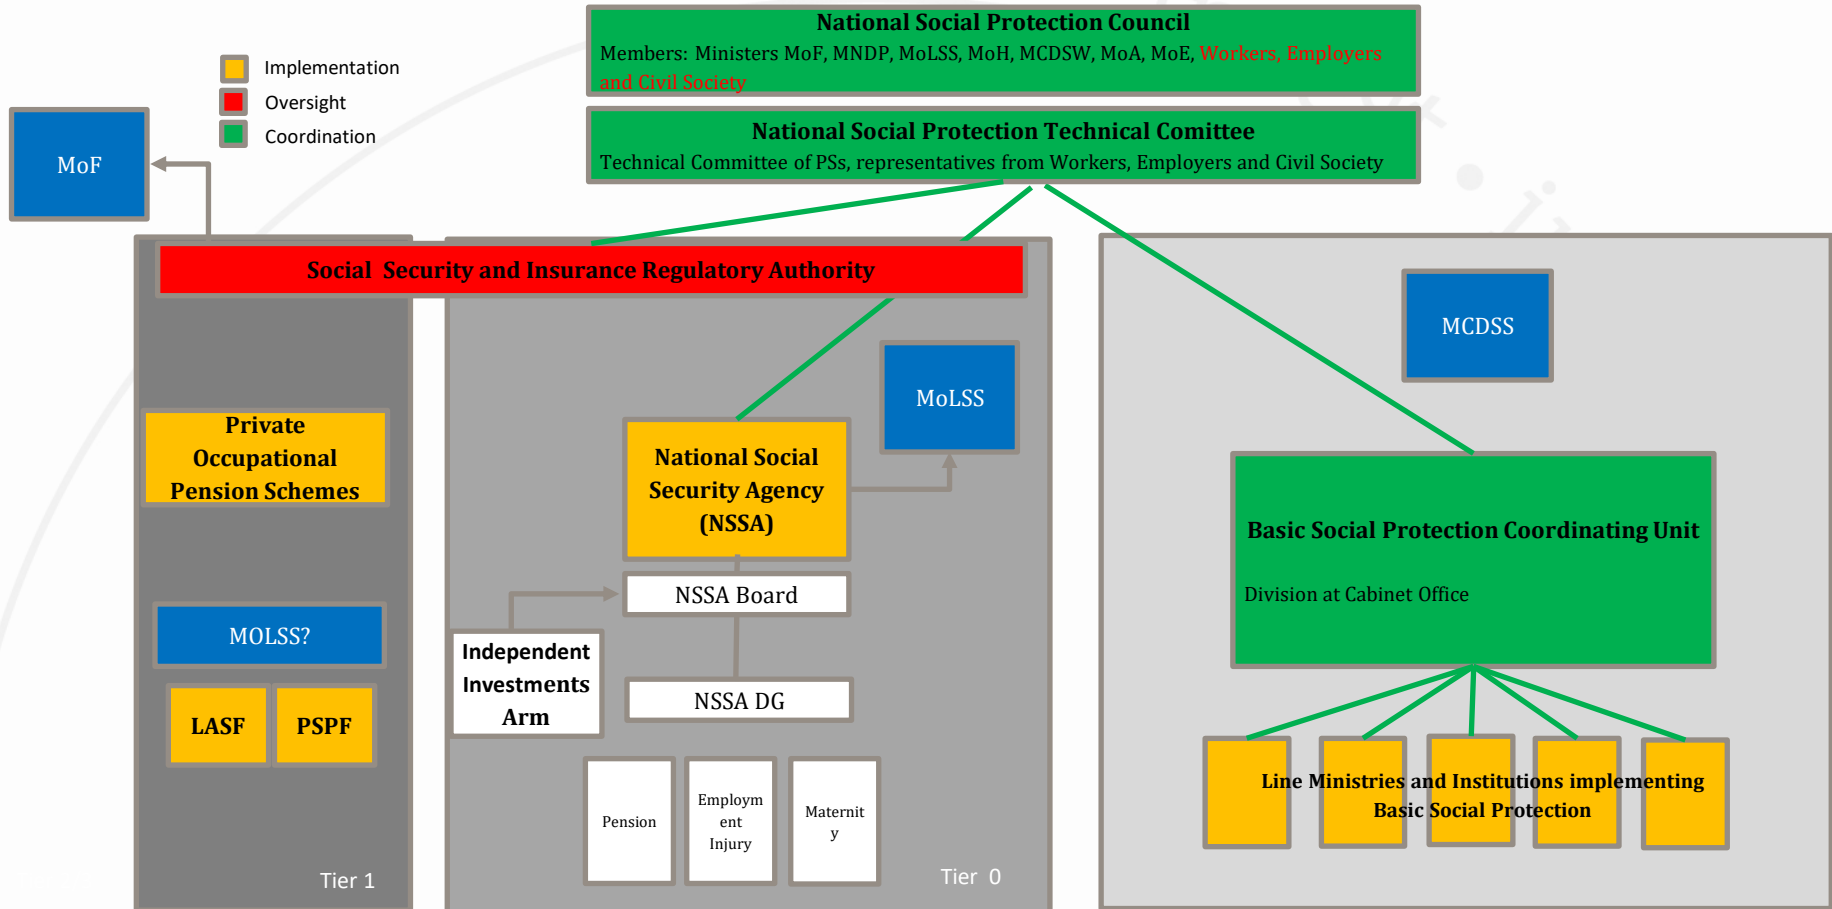 National Social Protection Council
Members: Ministers MoF, MNDP, MoLSS, MoH, MCDSW, MoA, MoE, Workers, Employers
and Civil Society
Implementation
Oversight
Coordination
National Social Protection Technical Comittee
Technical Committee of PSs, representatives from Workers, Employers and Civil Society
MoF
Social Security and Insurance Regulatory Authority
MCDSS
MoLSS
Private
Occupational
Pension Schemes
National Social
Security Agency
(NSSA)
Basic Social Protection Coordinating Unit
Division at Cabinet Office
NSSA Board
MOLSS?
Independent
Investments
Arm
NSSA DG
LASF
PSPF
Line Ministries and Institutions implementing
Basic Social Protection
Pension
Employm
ent
Injury
Maternit
y
Tier 1
Tier 0